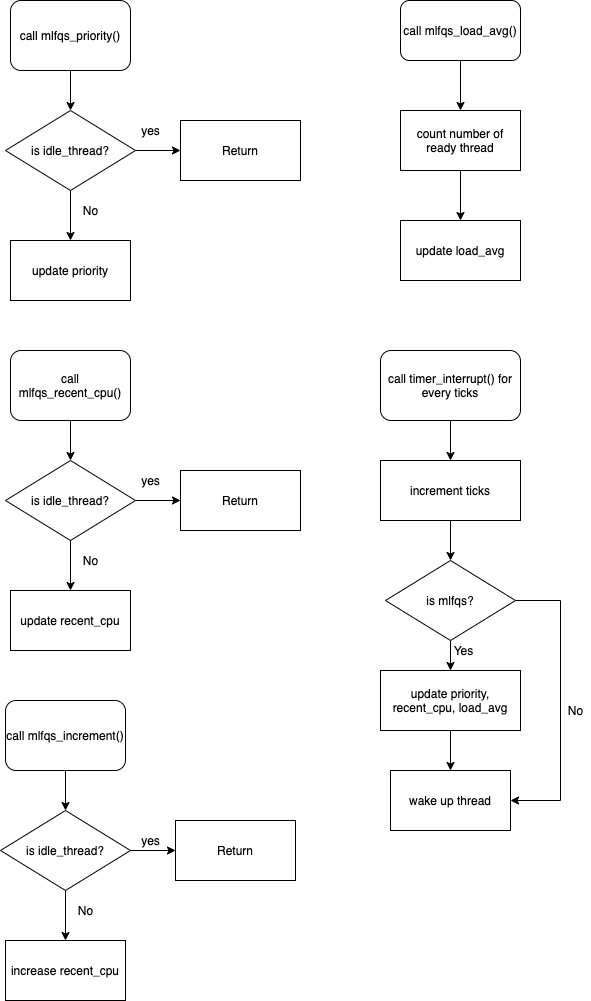 call mlfqs_priority()
is idle_thread?
yes
Return
No
update priority
call mlfqs_load_avg()
count number of
ready thread
update load_avg
call
mlfqs_recent_cpu()
is idle_thread?
yes
Return
No
update recent_cpu
call timer_interrupt() for
every ticks
increment ticks
is mlfqs?
Yes
No
update priority,
recent_cpu, load_avg
wake up thread
call mlfqs_increment()
is idle_thread?
yes
Return
No
increase recent_cpu